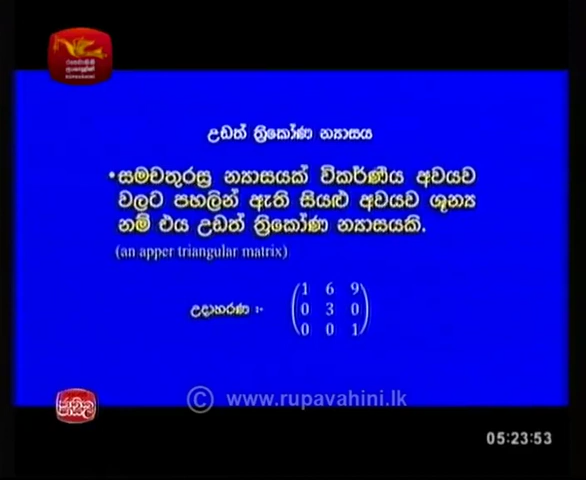 උඩත් ත්‍රිකෝණ න්‍යාසය
•සමචතුරස්‍ර න්‍යාසයක් විකර්ණීය අවයව
වලට පහලින් ඇති සියළු අවයව ශූන්‍ය
නම් එය උඩත් ත්‍රිකෝණ න්‍යාසයකි.
(an apper triangular matrix)
උදාහරණ :-
1 6 9
0 3 0
0 0 1
© www.rupavahini.lk
05:23:53